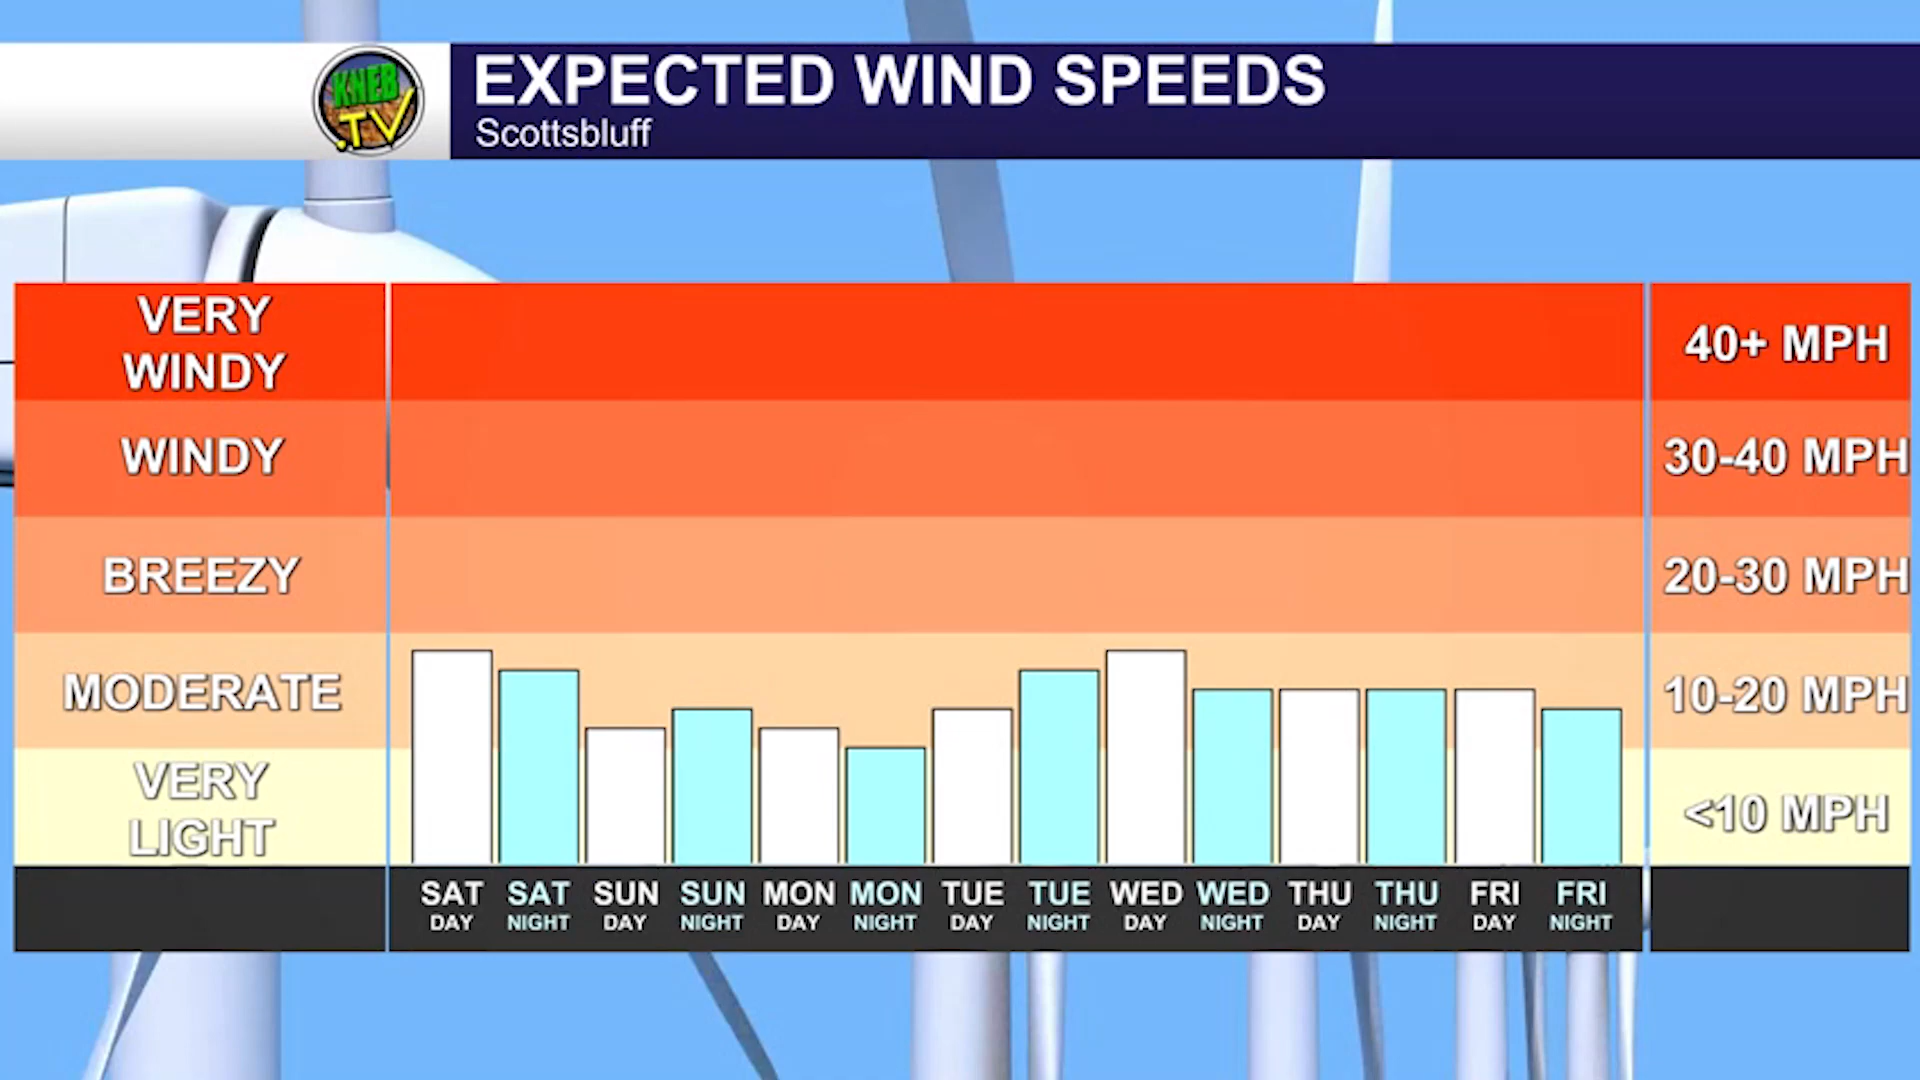 KNEB
.TV
EXPECTED WIND SPEEDS
Scottsbluff
VERY
WINDY
40+ MPH
WINDY
30-40 MPH
BREEZY
20-30 MPH
MODERATE
10-20 MPH
VERY
LIGHT
<10 MPH
SAT SAT SUN SUN MON MON TUE TUE WED WED THU THU FRI FRI
DAY NIGHT DAY NIGHT DAY NIGHT DAY NIGHT DAY NIGHT DAY NIGHT DAY NIGHT